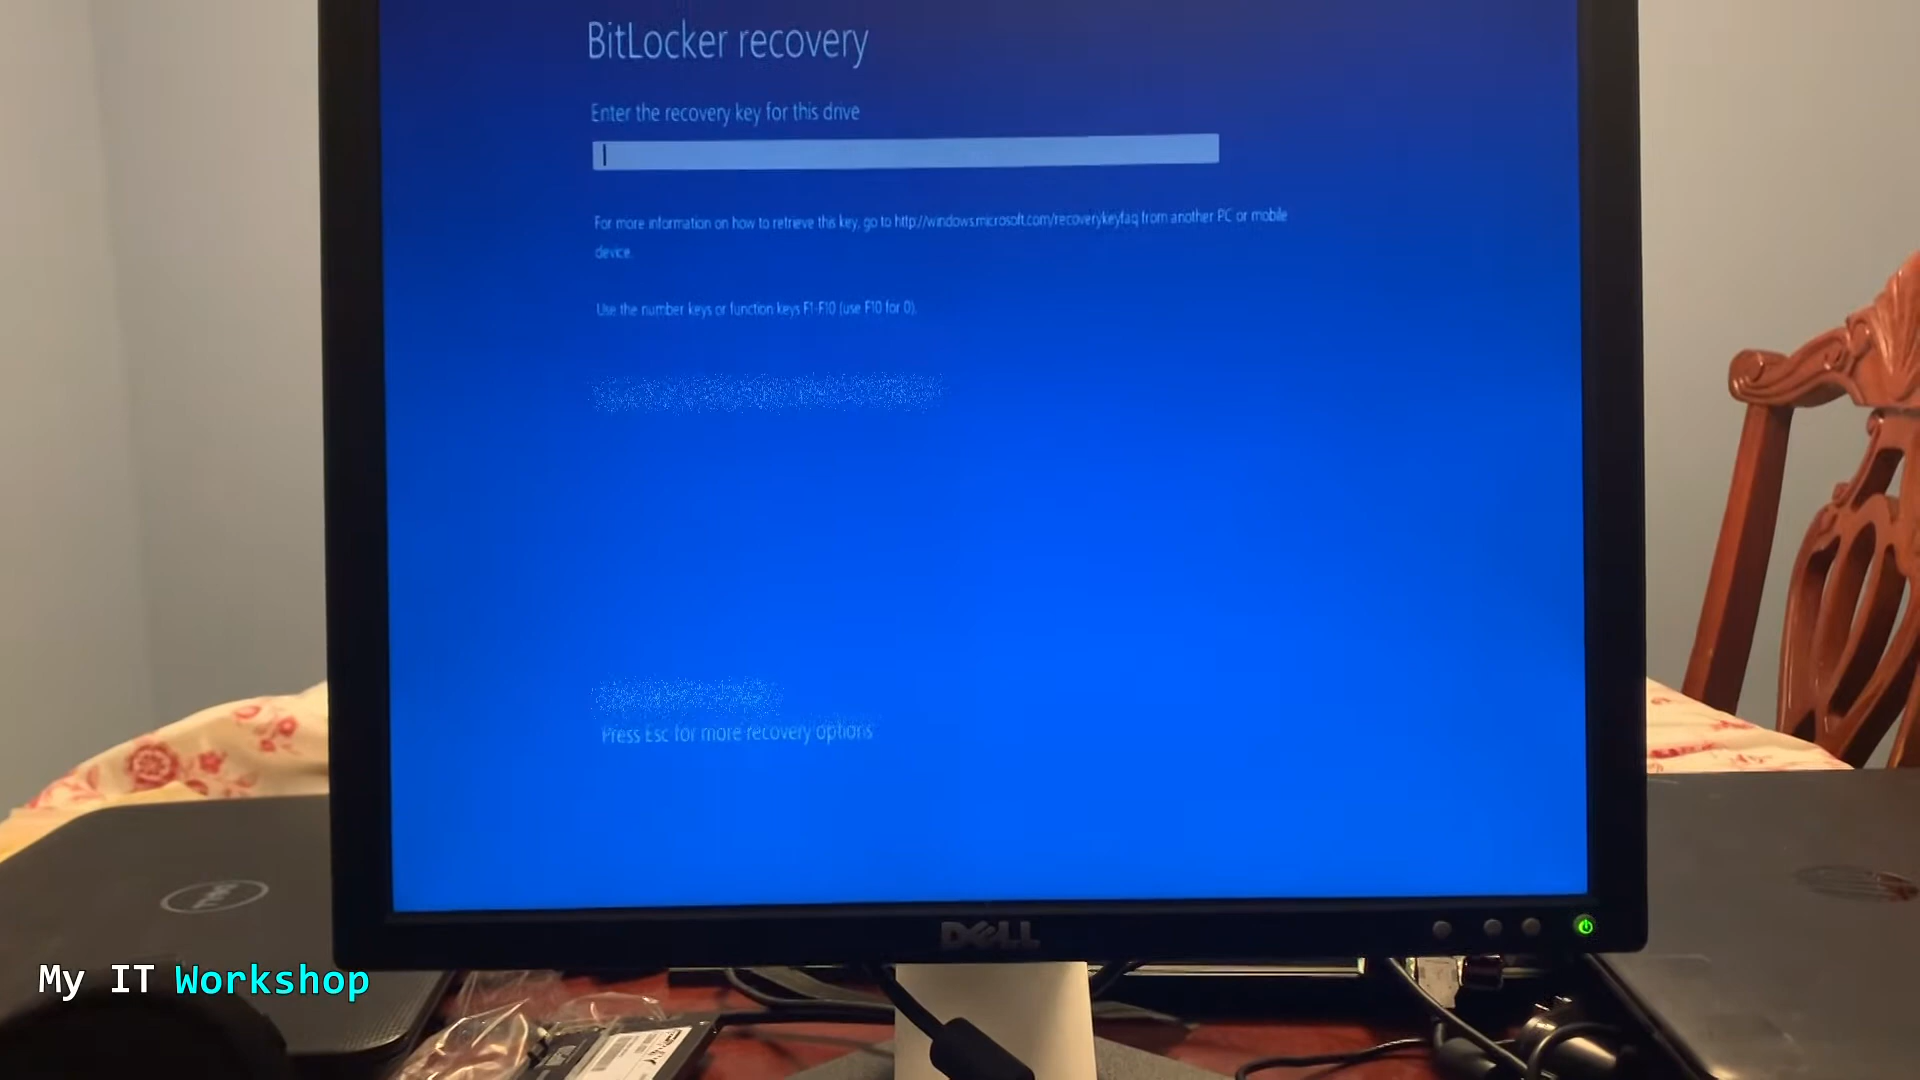 BitLocker recovery
Enter the recovery key for this drive
For more information on how to retrieve this key, go to http://windows.microsoft.com/recoverykeyfaq from another PC or mobile
device.
Use the number keys or function keys F1-F10 (use F10 for 0).
Press Esc for more recovery options
DELL
DELL
My IT Workshop